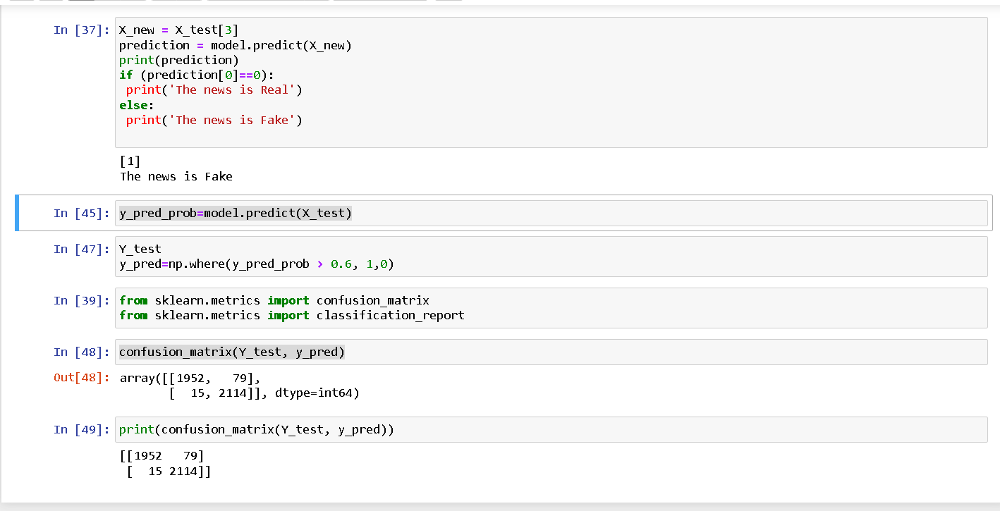 In [37]: X_new = X_test[3]
prediction = model.predict(X_new)
print(prediction)
if (prediction[0]==0):
 print('The news is Real')
else:
 print('The news is Fake')
[1]
The news is Fake
In [45]: y_pred_prob=model.predict(X_test)
In [47]: Y_test
y_pred=np.where(y_pred_prob > 0.6, 1,0)
In [39]: from sklearn.metrics import confusion_matrix
from sklearn.metrics import classification_report
In [48]: confusion_matrix(Y_test, y_pred)
Out[48]: array([[1952,   79],
       [  15, 2114]], dtype=int64)
In [49]: print(confusion_matrix(Y_test, y_pred))
[[1952   79]
 [  15 2114]]